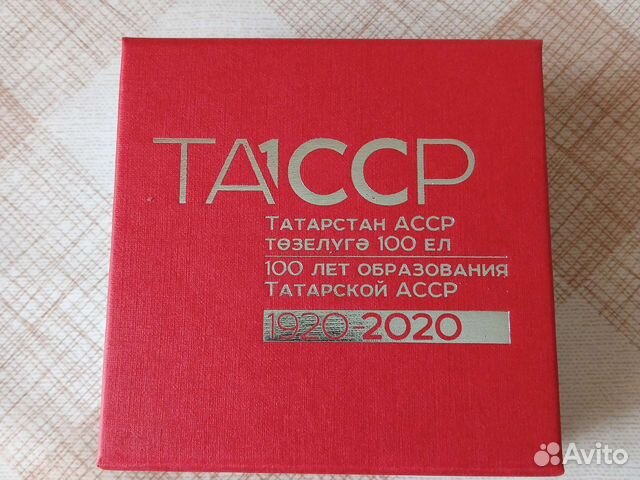 ТА1ССР
ТАТАРСТАН АССР
ТӨЗЕЛҮГӘ 100 ЕЛ
100 ЛЕТ ОБРАЗОВАНИЯ
ТАТАРСКОЙ АССР
1920-2020
Avito